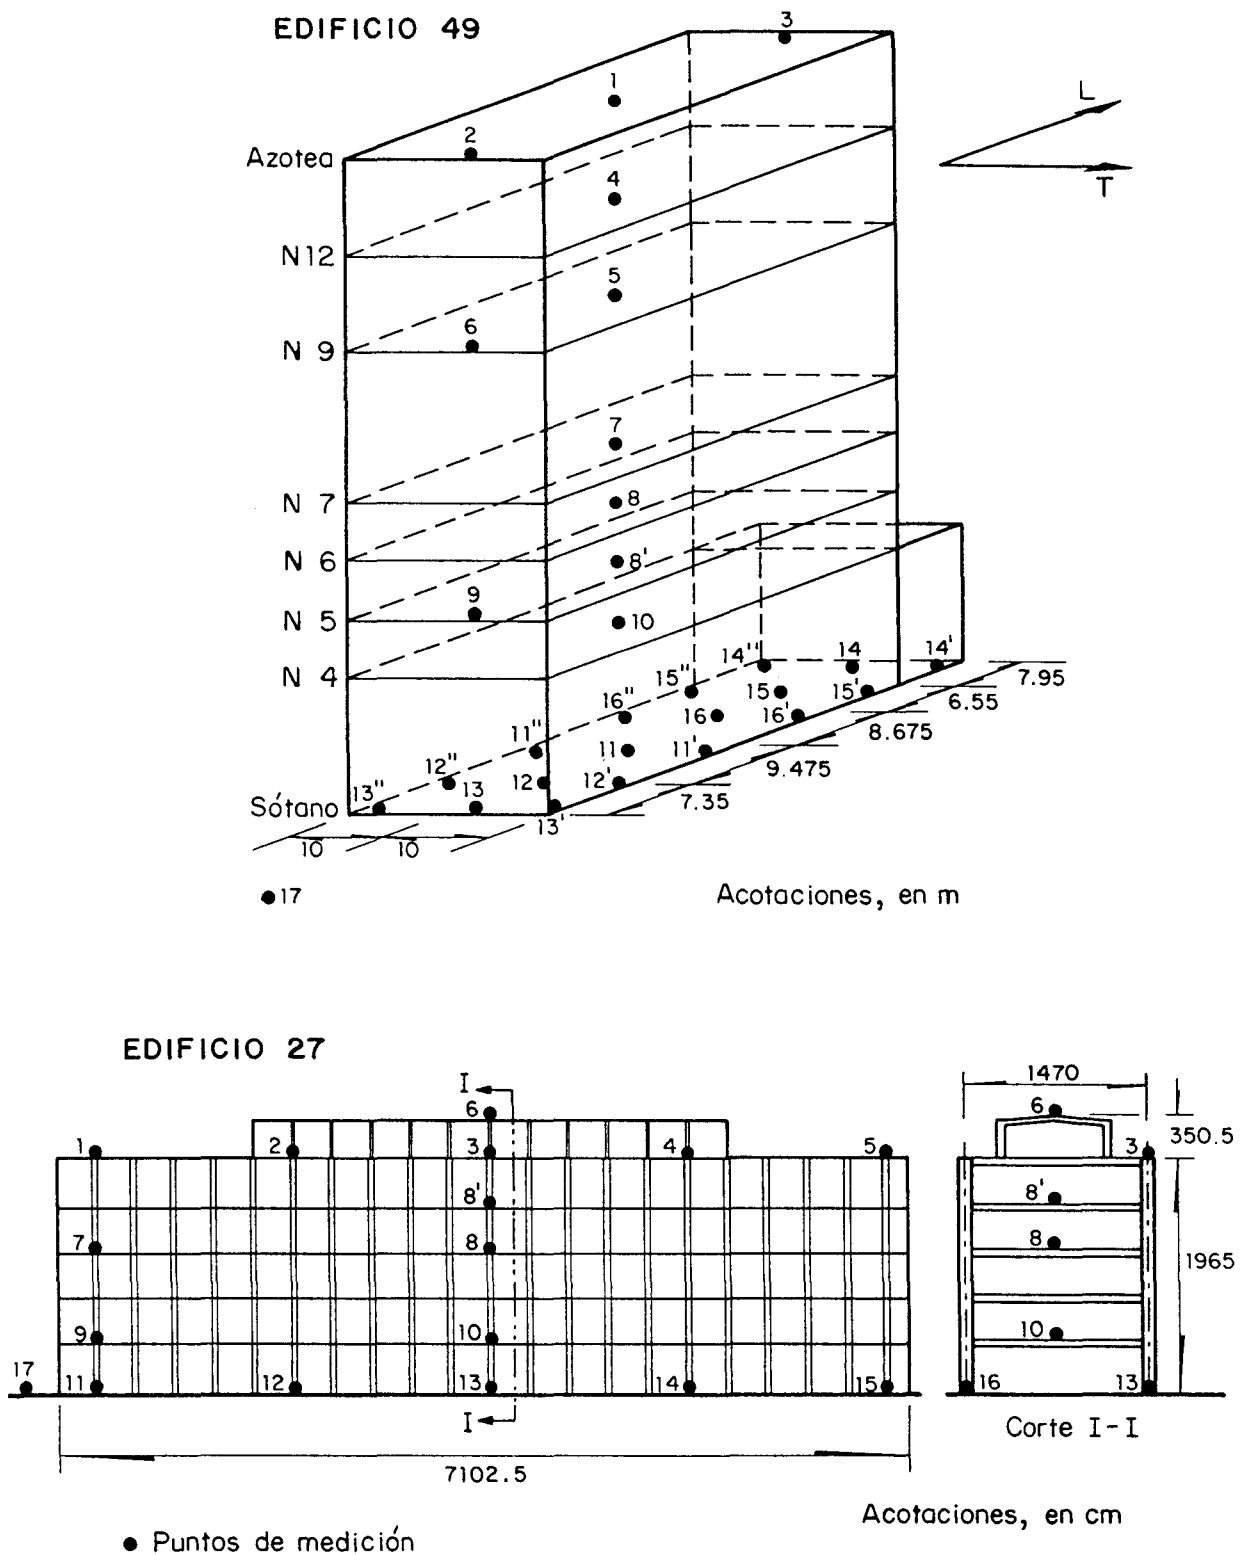 EDIFICIO 49
3
1
L
2
Azotea
T
4
N 12
5
6
N 9
7
N 7
8
N 6
8'
9
N 5
10
N 4
14'' 14 14'
7.95
15'' 15 15'
6.55
16'' 16 16'
8.675
11'' 11 11'
9.475
12'' 12 12'
7.35
13'' 13
Sótano
13'
10 10
17
Acotaciones, en m
EDIFICIO 27
I
6
1 2 3 4 5
8'
7 8
9 10
17 11 12 13 14 15
I
7102.5
1470
6
350.5
3
8'
8
1965
10
16 13
Corte I-I
Acotaciones, en cm
Puntos de medición